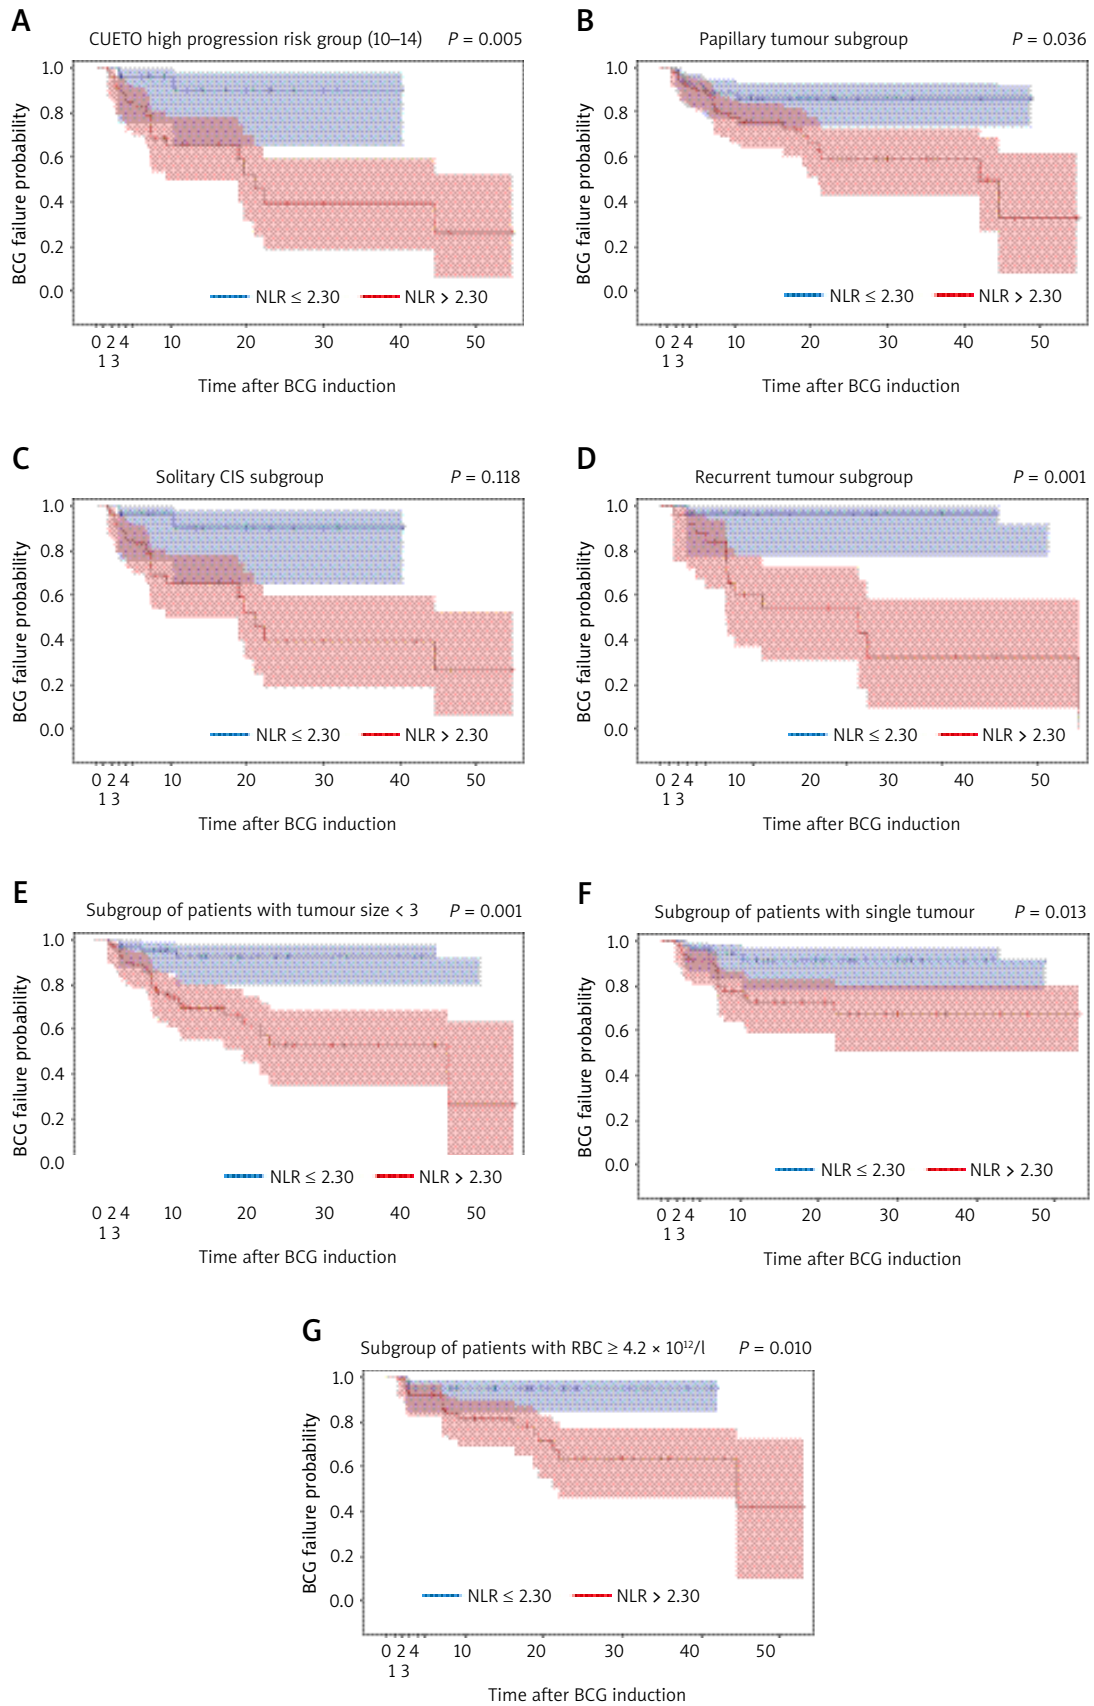 A
CUETO high progression risk group (10–14) P = 0.005
BCG failure probability
1.0
0.8
0.6
0.4
0.2
0.0
NLR ≤ 2.30 NLR > 2.30
0 2 4 10 20 30 40 50
1 3
Time after BCG induction
B
Papillary tumour subgroup P = 0.036
BCG failure probability
1.0
0.8
0.6
0.4
0.2
0.0
NLR ≤ 2.30 NLR > 2.30
0 2 4 10 20 30 40 50
1 3
Time after BCG induction
C
Solitary CIS subgroup P = 0.118
BCG failure probability
1.0
0.8
0.6
0.4
0.2
0.0
NLR ≤ 2.30 NLR > 2.30
0 2 4 10 20 30 40 50
1 3
Time after BCG induction
D
Recurrent tumour subgroup P = 0.001
BCG failure probability
1.0
0.8
0.6
0.4
0.2
0.0
NLR ≤ 2.30 NLR > 2.30
0 2 4 10 20 30 40 50
1 3
Time after BCG induction
E
Subgroup of patients with tumour size < 3 P = 0.001
BCG failure probability
1.0
0.8
0.6
0.4
0.2
0.0
NLR ≤ 2.30 NLR > 2.30
0 2 4 10 20 30 40 50
1 3
Time after BCG induction
F
Subgroup of patients with single tumour P = 0.013
BCG failure probability
1.0
0.8
0.6
0.4
0.2
0.0
NLR ≤ 2.30 NLR > 2.30
0 2 4 10 20 30 40 50
1 3
Time after BCG induction
G
Subgroup of patients with RBC ≥ 4.2 × 10¹²/l P = 0.010
BCG failure probability
1.0
0.8
0.6
0.4
0.2
0.0
NLR ≤ 2.30 NLR > 2.30
0 2 4 10 20 30 40 50
1 3
Time after BCG induction